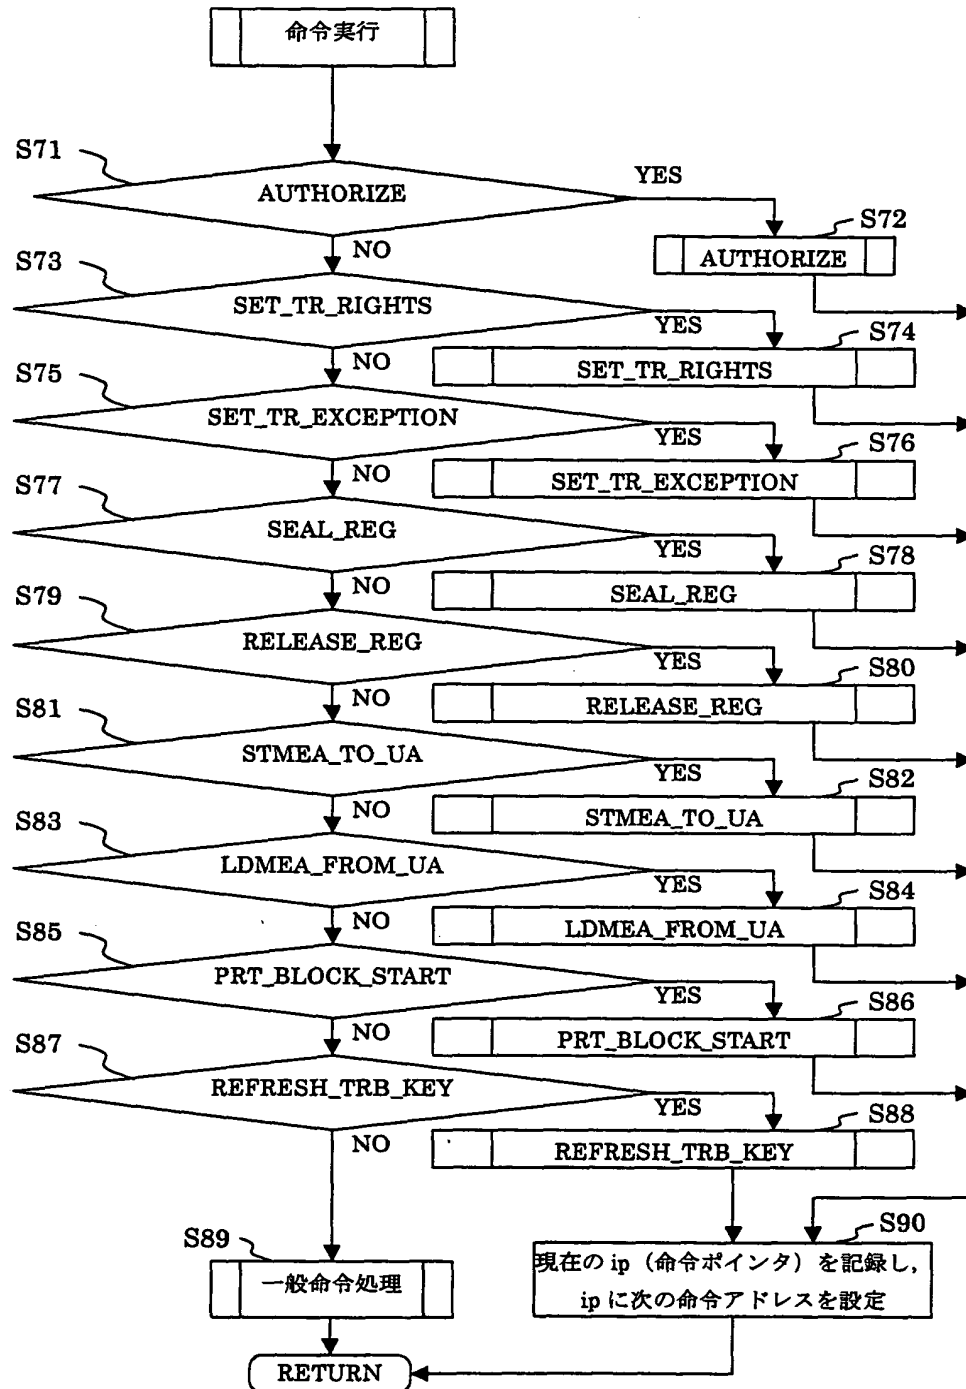 命令実行
S71
AUTHORIZE
YES
S72
AUTHORIZE
NO
S73
SET_TR_RIGHTS
YES
S74
SET_TR_RIGHTS
NO
S75
SET_TR_EXCEPTION
YES
S76
SET_TR_EXCEPTION
NO
S77
SEAL_REG
YES
S78
SEAL_REG
NO
S79
RELEASE_REG
YES
S80
RELEASE_REG
NO
S81
STMEA_TO_UA
YES
S82
STMEA_TO_UA
NO
S83
LDMEA_FROM_UA
YES
S84
LDMEA_FROM_UA
NO
S85
PRT_BLOCK_START
YES
S86
PRT_BLOCK_START
NO
S87
REFRESH_TRB_KEY
YES
S88
REFRESH_TRB_KEY
NO
S89
一般命令処理
S90
現在の ip（命令ポインタ）を記録し,
ip に次の命令アドレスを設定
RETURN